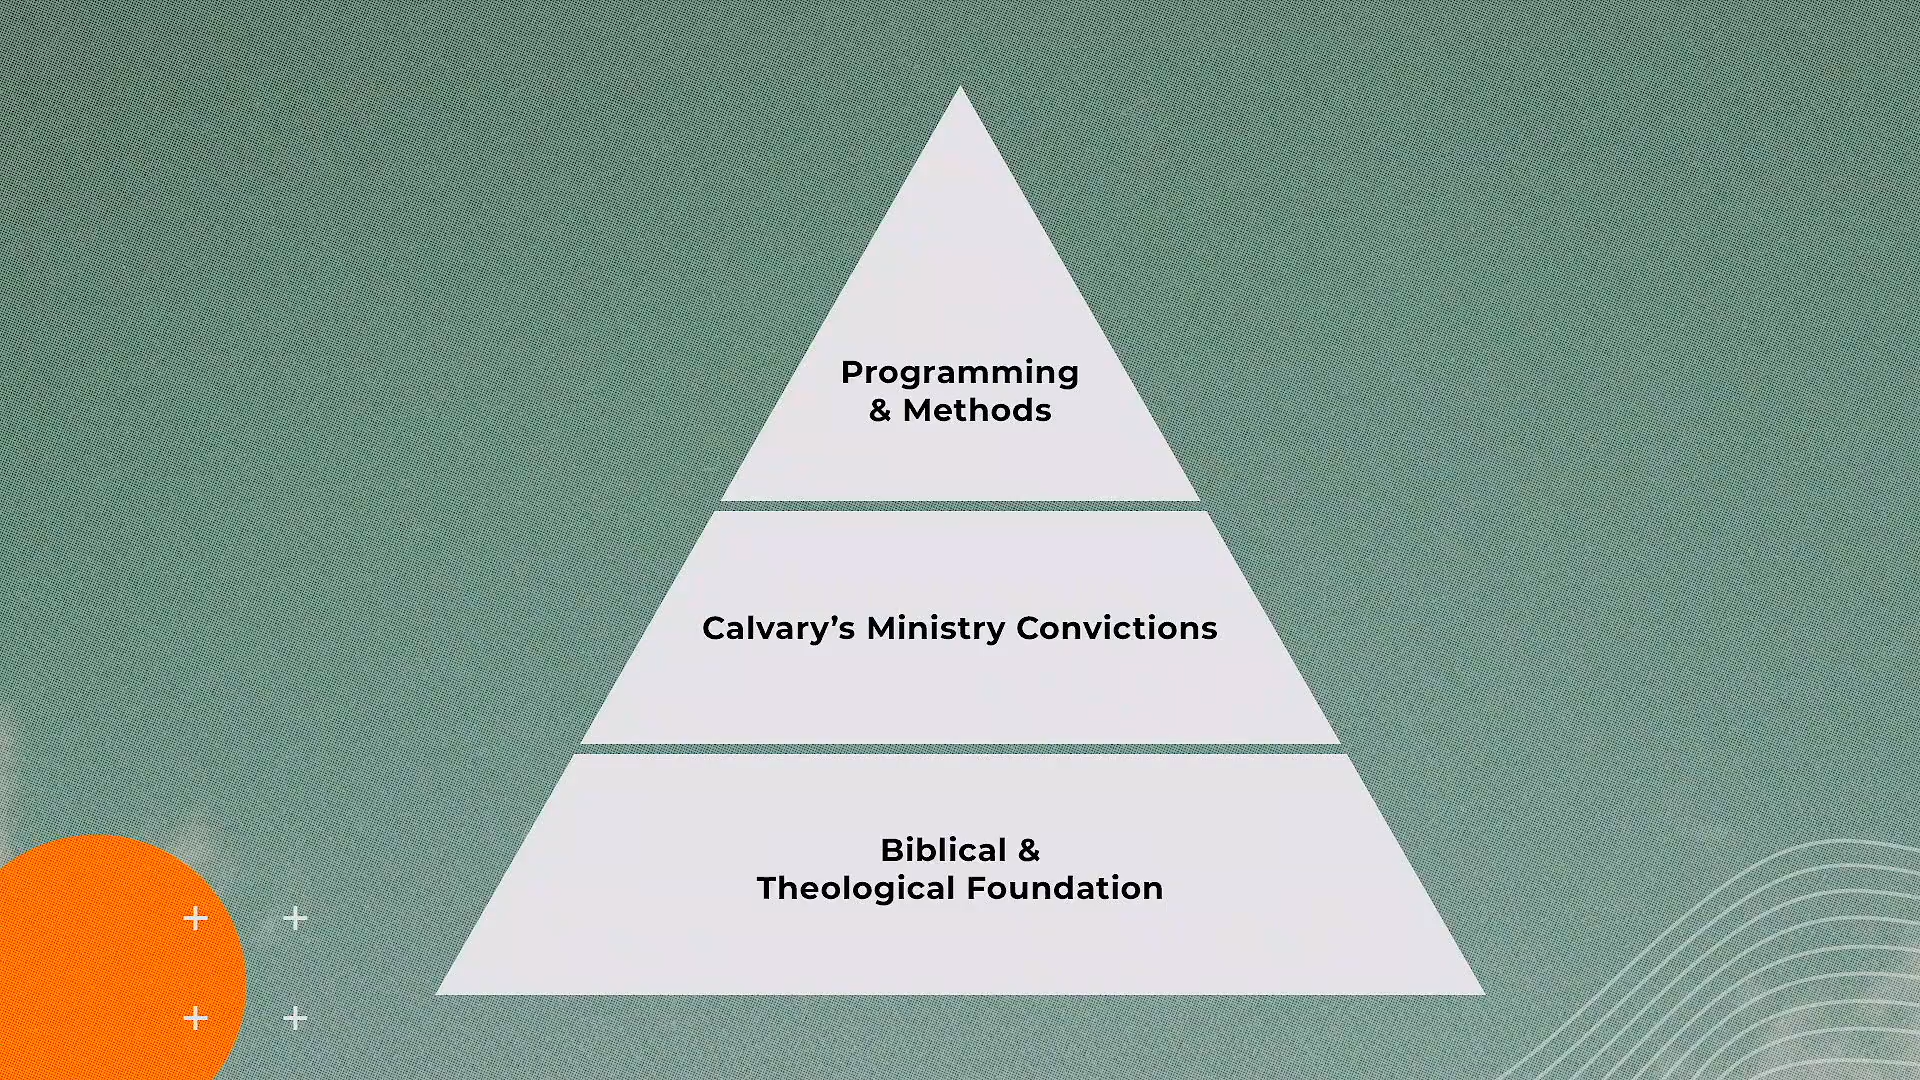 Programming
& Methods
Calvary’s Ministry Convictions
Biblical &
Theological Foundation